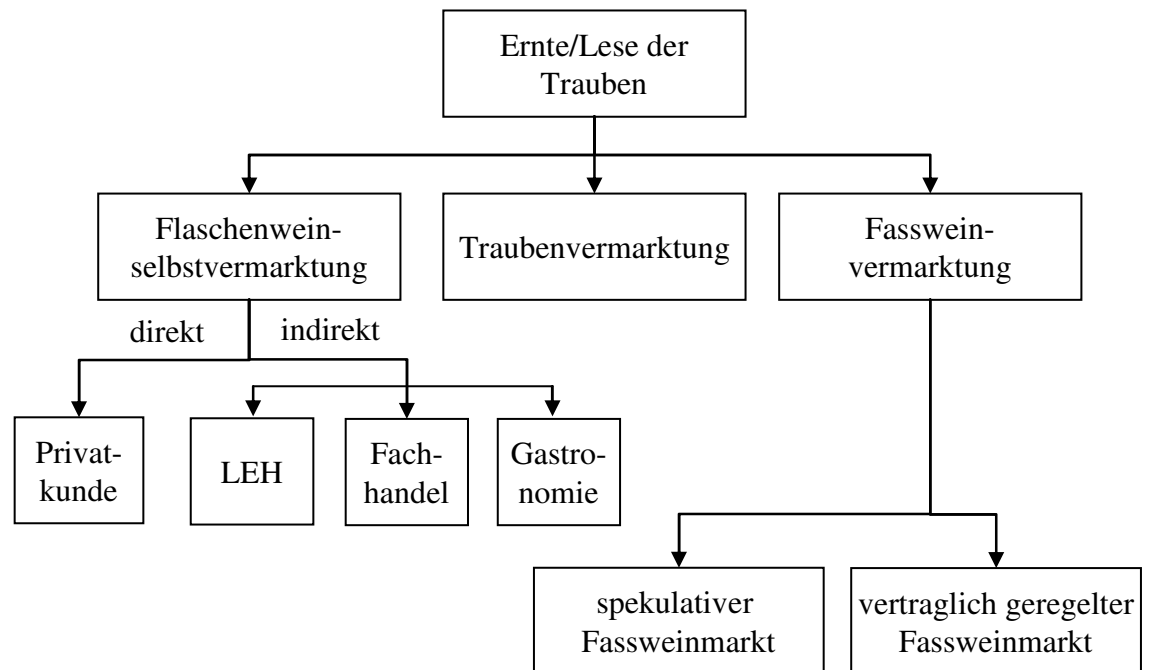 Ernte/Lese der
Trauben
Flaschenwein-
selbstvermarktung
Traubenvermarktung
Fasswein-
vermarktung
direkt
indirekt
Privat-
kunde
LEH
Fach-
handel
Gastro-
nomie
spekulativer
Fassweinmarkt
vertraglich geregelter
Fassweinmarkt